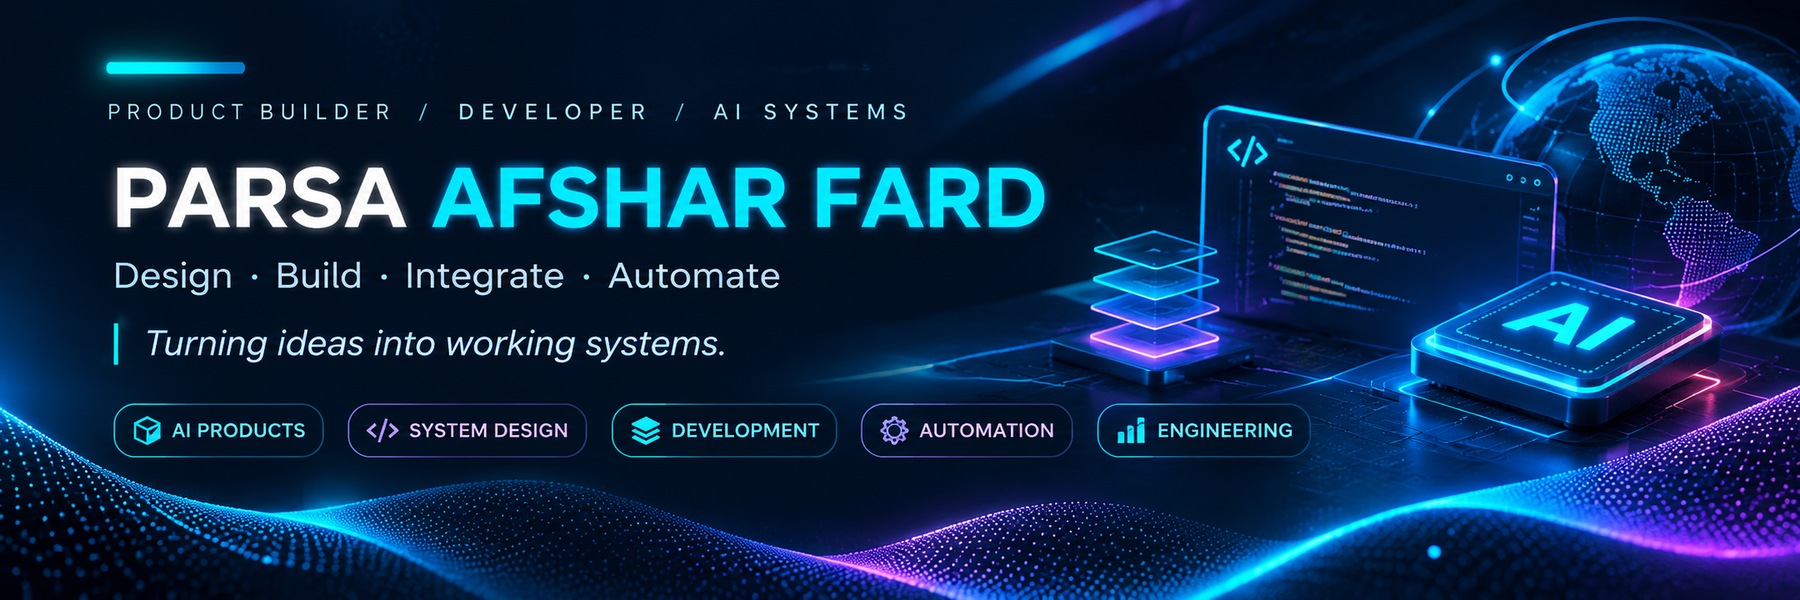 PRODUCT BUILDER / DEVELOPER / AI SYSTEMS
PARSA AFSHAR FARD
Design · Build · Integrate · Automate
Turning ideas into working systems.
AI PRODUCTS
</> SYSTEM DESIGN
DEVELOPMENT
AUTOMATION
ENGINEERING
</>
AI